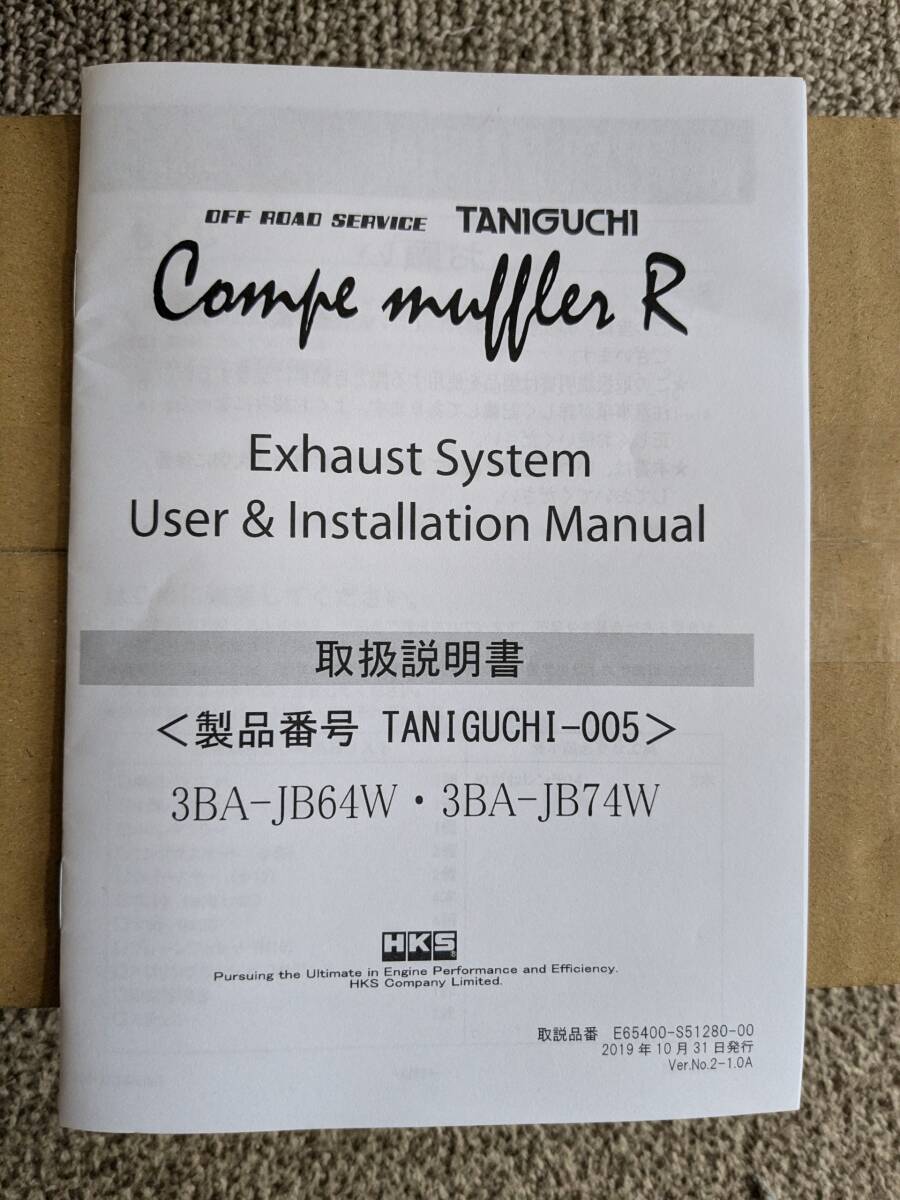 OFF ROAD SERVICE TANIGUCHI
Compe muffler R
Exhaust System
User & Installation Manual
取扱説明書
＜製品番号 TANIGUCHI-005＞
3BA-JB64W・3BA-JB74W
HKS
Pursuing the Ultimate in Engine Performance and Efficiency.
HKS Company Limited.
取説品番 E65400-S51280-00
2019年10月31日発行
Ver.No.2-1.0A